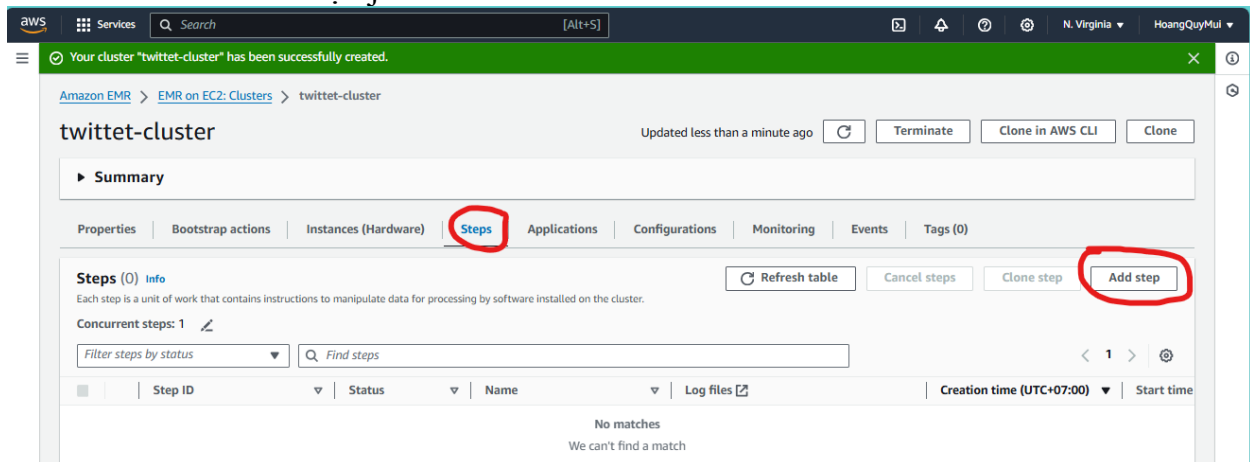 aws Services Search [Alt+S] N. Virginia HoangQuyMui
Your cluster "twittet-cluster" has been successfully created.
Amazon EMR > EMR on EC2: Clusters > twittet-cluster
twittet-cluster Updated less than a minute ago Terminate Clone in AWS CLI Clone
Summary
Properties Bootstrap actions Instances (Hardware) Steps Applications Configurations Monitoring Events Tags (0)
Steps (0) Info Refresh table Cancel steps Clone step Add step
Each step is a unit of work that contains instructions to manipulate data for processing by software installed on the cluster.
Concurrent steps: 1
Filter steps by status Find steps < 1 >
Step ID Status Name Log files Creation time (UTC+07:00) Start time
No matches
We can't find a match